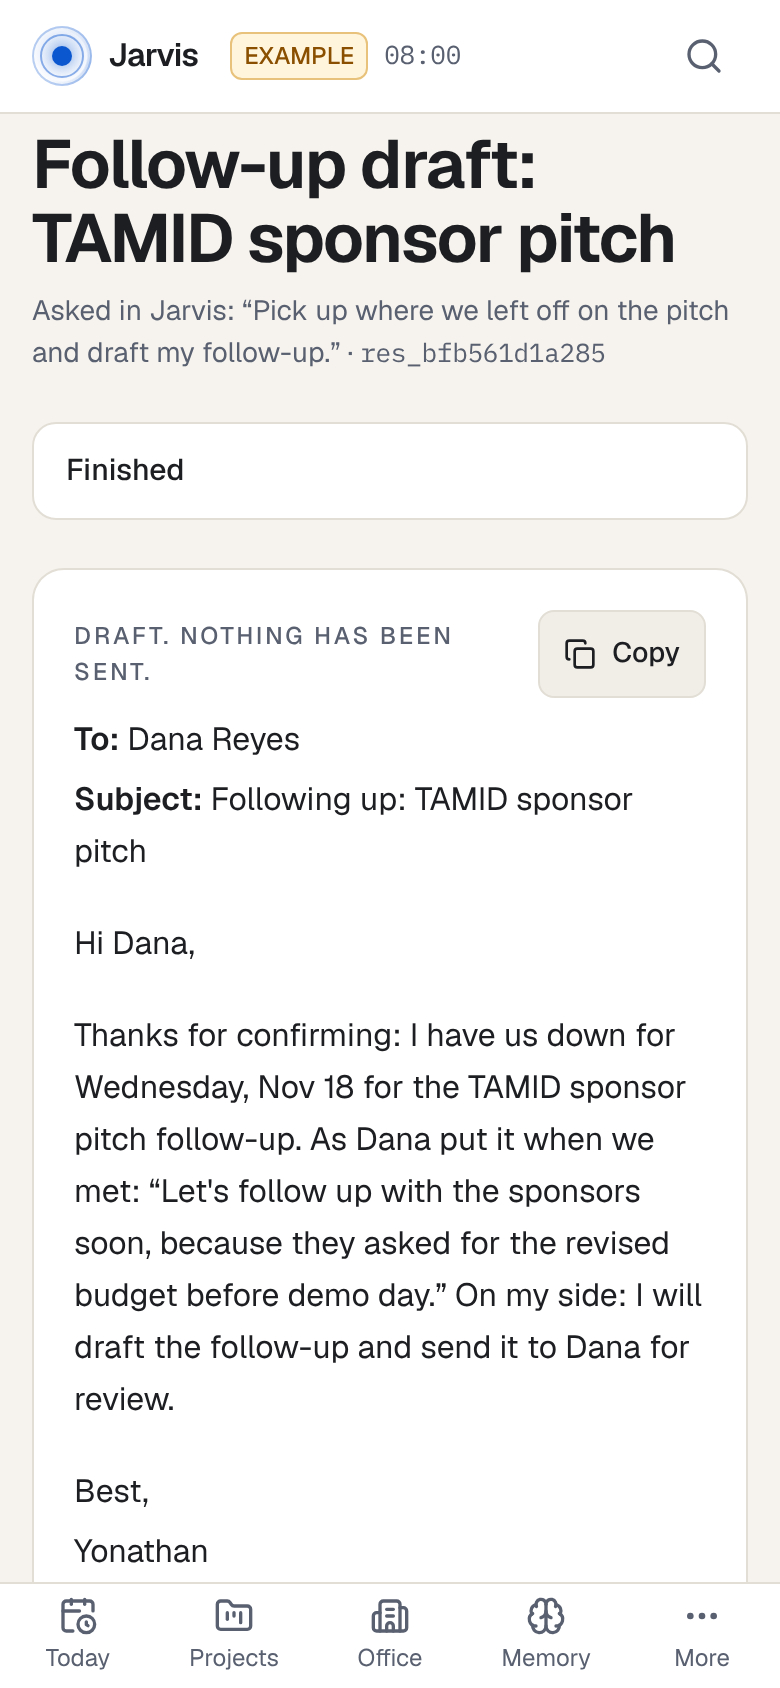 Jarvis EXAMPLE 08:00
Follow-up draft:
TAMID sponsor pitch
Asked in Jarvis: “Pick up where we left off on the pitch
and draft my follow-up.” · res_bfb561d1a285
Finished
DRAFT. NOTHING HAS BEEN
SENT.
Copy
To: Dana Reyes
Subject: Following up: TAMID sponsor
pitch
Hi Dana,
Thanks for confirming: I have us down for
Wednesday, Nov 18 for the TAMID sponsor
pitch follow-up. As Dana put it when we
met: “Let's follow up with the sponsors
soon, because they asked for the revised
budget before demo day.” On my side: I will
draft the follow-up and send it to Dana for
review.
Best,
Yonathan
Today Projects Office Memory More